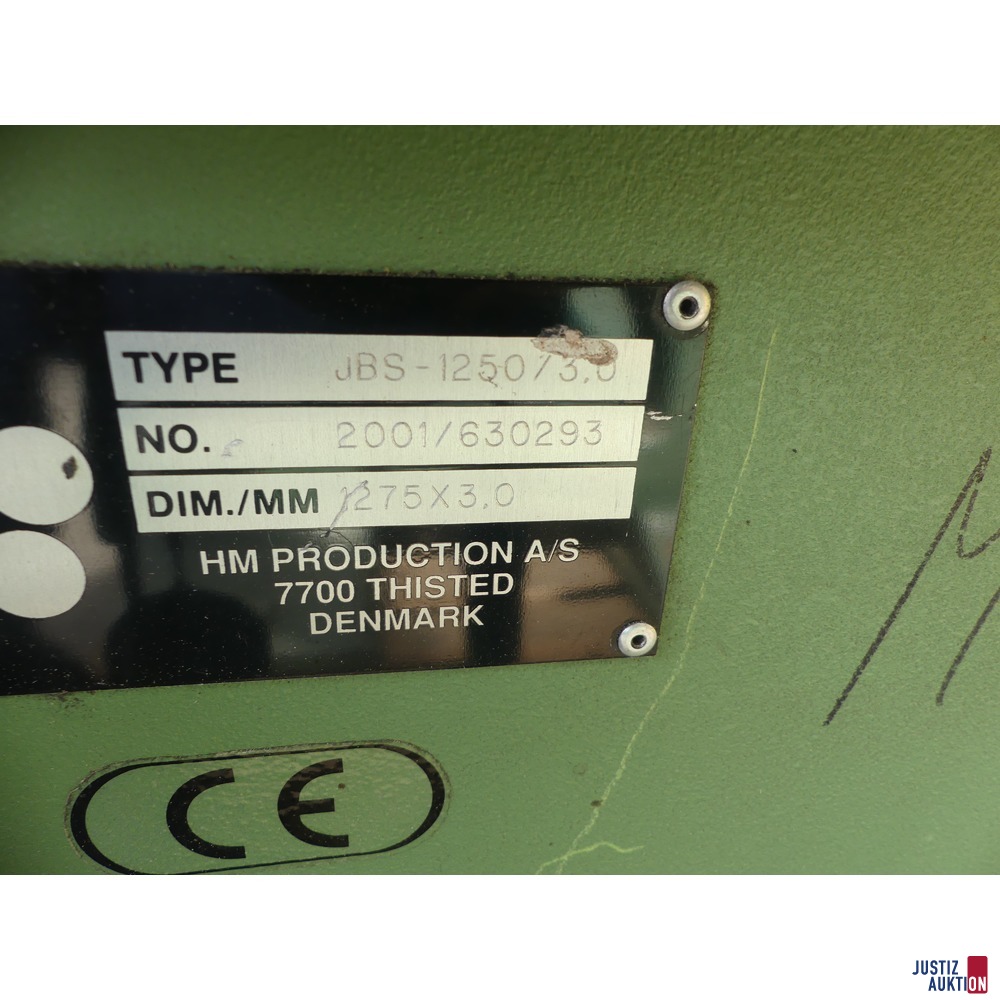 TYPE JBS-1250/3,0
NO. 2001/630293
DIM./MM 1275X3,0
HM PRODUCTION A/S
7700 THISTED
DENMARK
CE
JUSTIZ
AUKTION